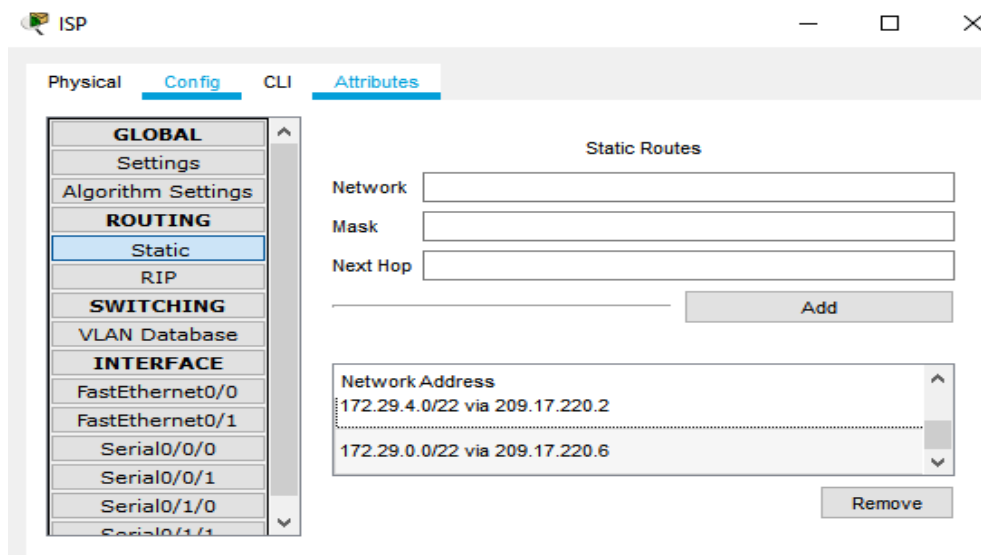 ISP
Physical Config CLI Attributes
GLOBAL
Settings
Algorithm Settings
ROUTING
Static
RIP
SWITCHING
VLAN Database
INTERFACE
FastEthernet0/0
FastEthernet0/1
Serial0/0/0
Serial0/0/1
Serial0/1/0
Serial0/1/1
Static Routes
Network
Mask
Next Hop
Add
Network Address
172.29.4.0/22 via 209.17.220.2
172.29.0.0/22 via 209.17.220.6
Remove